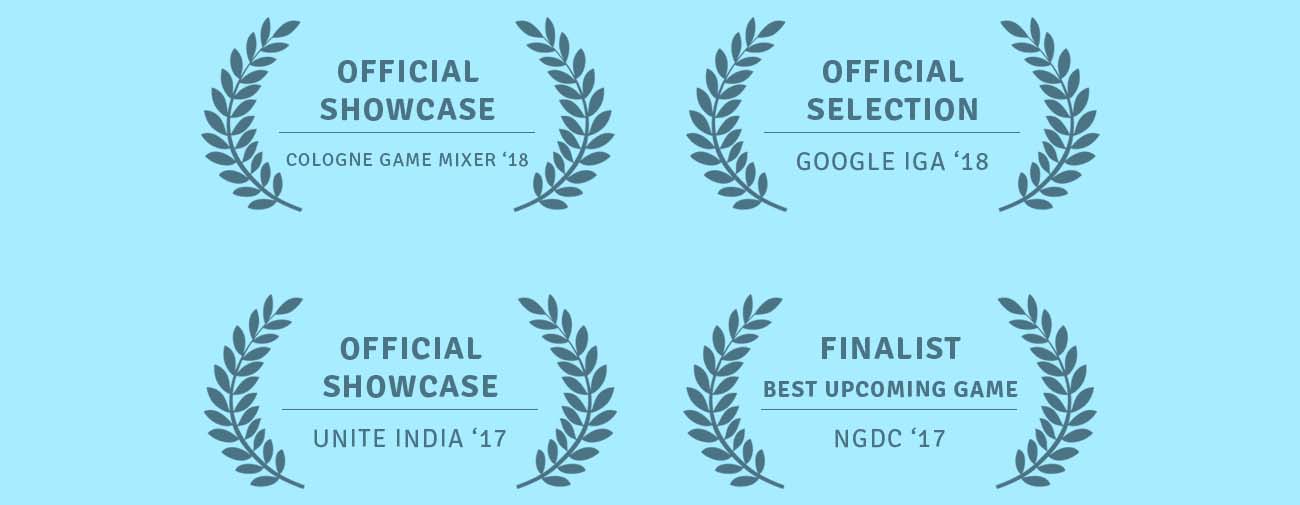 OFFICIAL
SHOWCASE
COLOGNE GAME MIXER ‘18
OFFICIAL
SELECTION
GOOGLE IGA ‘18
OFFICIAL
SHOWCASE
UNITE INDIA ‘17
FINALIST
BEST UPCOMING GAME
NGDC ‘17